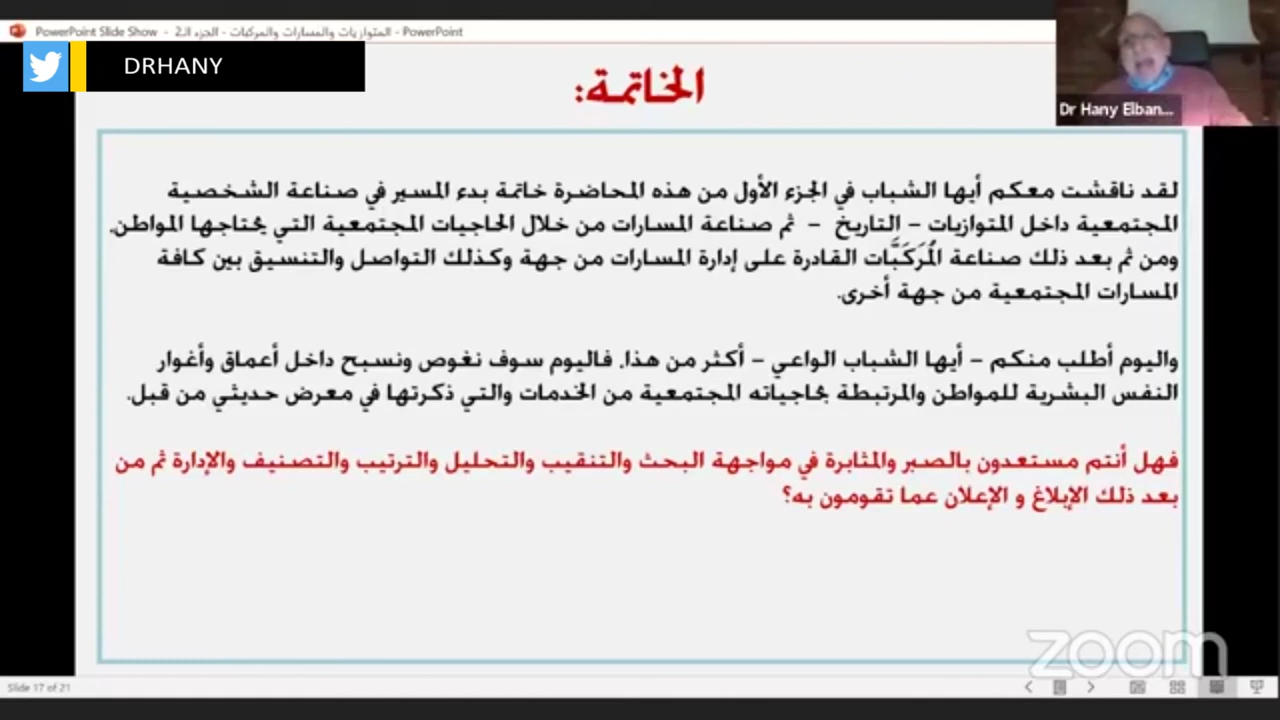 PowerPoint Slide Show - المتوازيات والمسارات والمركبات - الجزء الـ2 - PowerPoint
DRHANY
Dr Hany Elban...
الخاتمة:
لقد ناقشت معكم أيها الشباب في الجزء الأول من هذه المحاضرة خاتمة بدء المسير في صناعة الشخصية
المجتمعية داخل المتوازيات – التاريخ – ثم صناعة المسارات من خلال الحاجيات المجتمعية التي يحتاجها المواطن.
ومن ثم بعد ذلك صناعة المُرَكَّبات القادرة على إدارة المسارات من جهة وكذلك التواصل والتنسيق بين كافة
المسارات المجتمعية من جهة أخرى.
واليوم أطلب منكم – أيها الشباب الواعي – أكثر من هذا. فاليوم سوف نغوص ونسبح داخل أعماق وأغوار
النفس البشرية للمواطن والمرتبطة بحاجياته المجتمعية من الخدمات والتي ذكرتها في معرض حديثي من قبل.
فهل أنتم مستعدون بالصبر والمثابرة في مواجهة البحث والتنقيب والتحليل والترتيب والتصنيف والإدارة ثم من
بعد ذلك الإبلاغ و الإعلان عما تقومون به؟
zoom
Slide 17 of 21